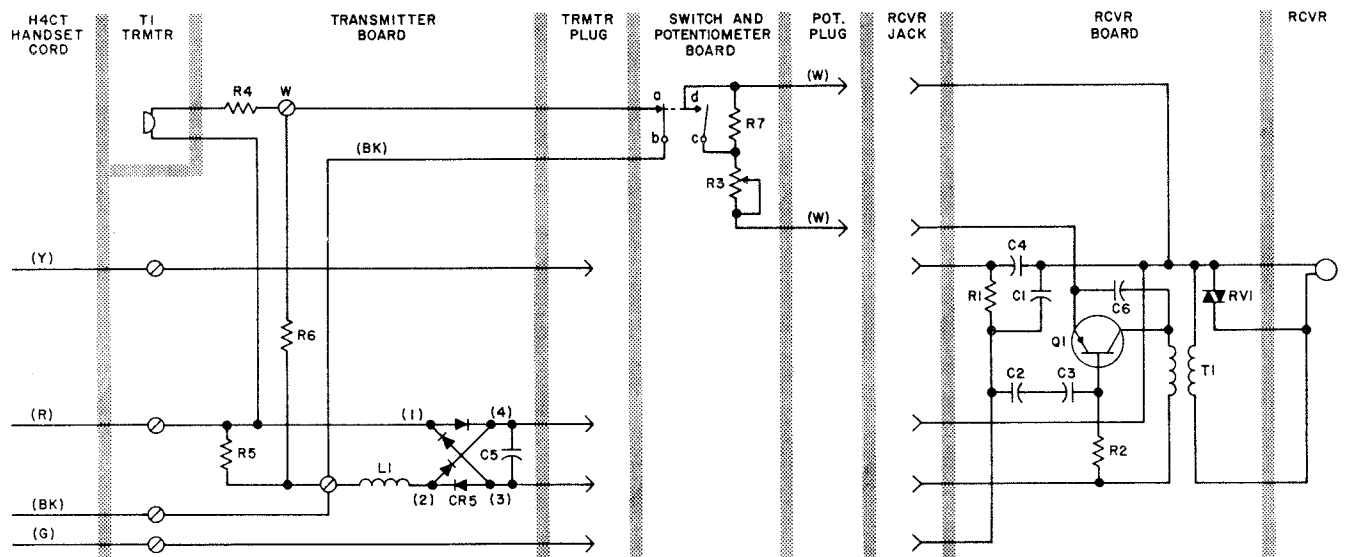 H4CT
HANDSET
CORD
T1
TRMTR
TRANSMITTER
BOARD
TRMTR
PLUG
SWITCH AND
POTENTIOMETER
BOARD
POT.
PLUG
RCVR
JACK
RCVR
BOARD
RCVR
R4
W
a
d
b
c
R7
R3
(W)
(W)
(BK)
(Y)
R6
C4
R1
C1
C6
RV1
Q1
T1
C2
C3
R2
(R)
R5
(1)
(4)
C5
L1
(2)
CR5
(3)
(BK)
(G)